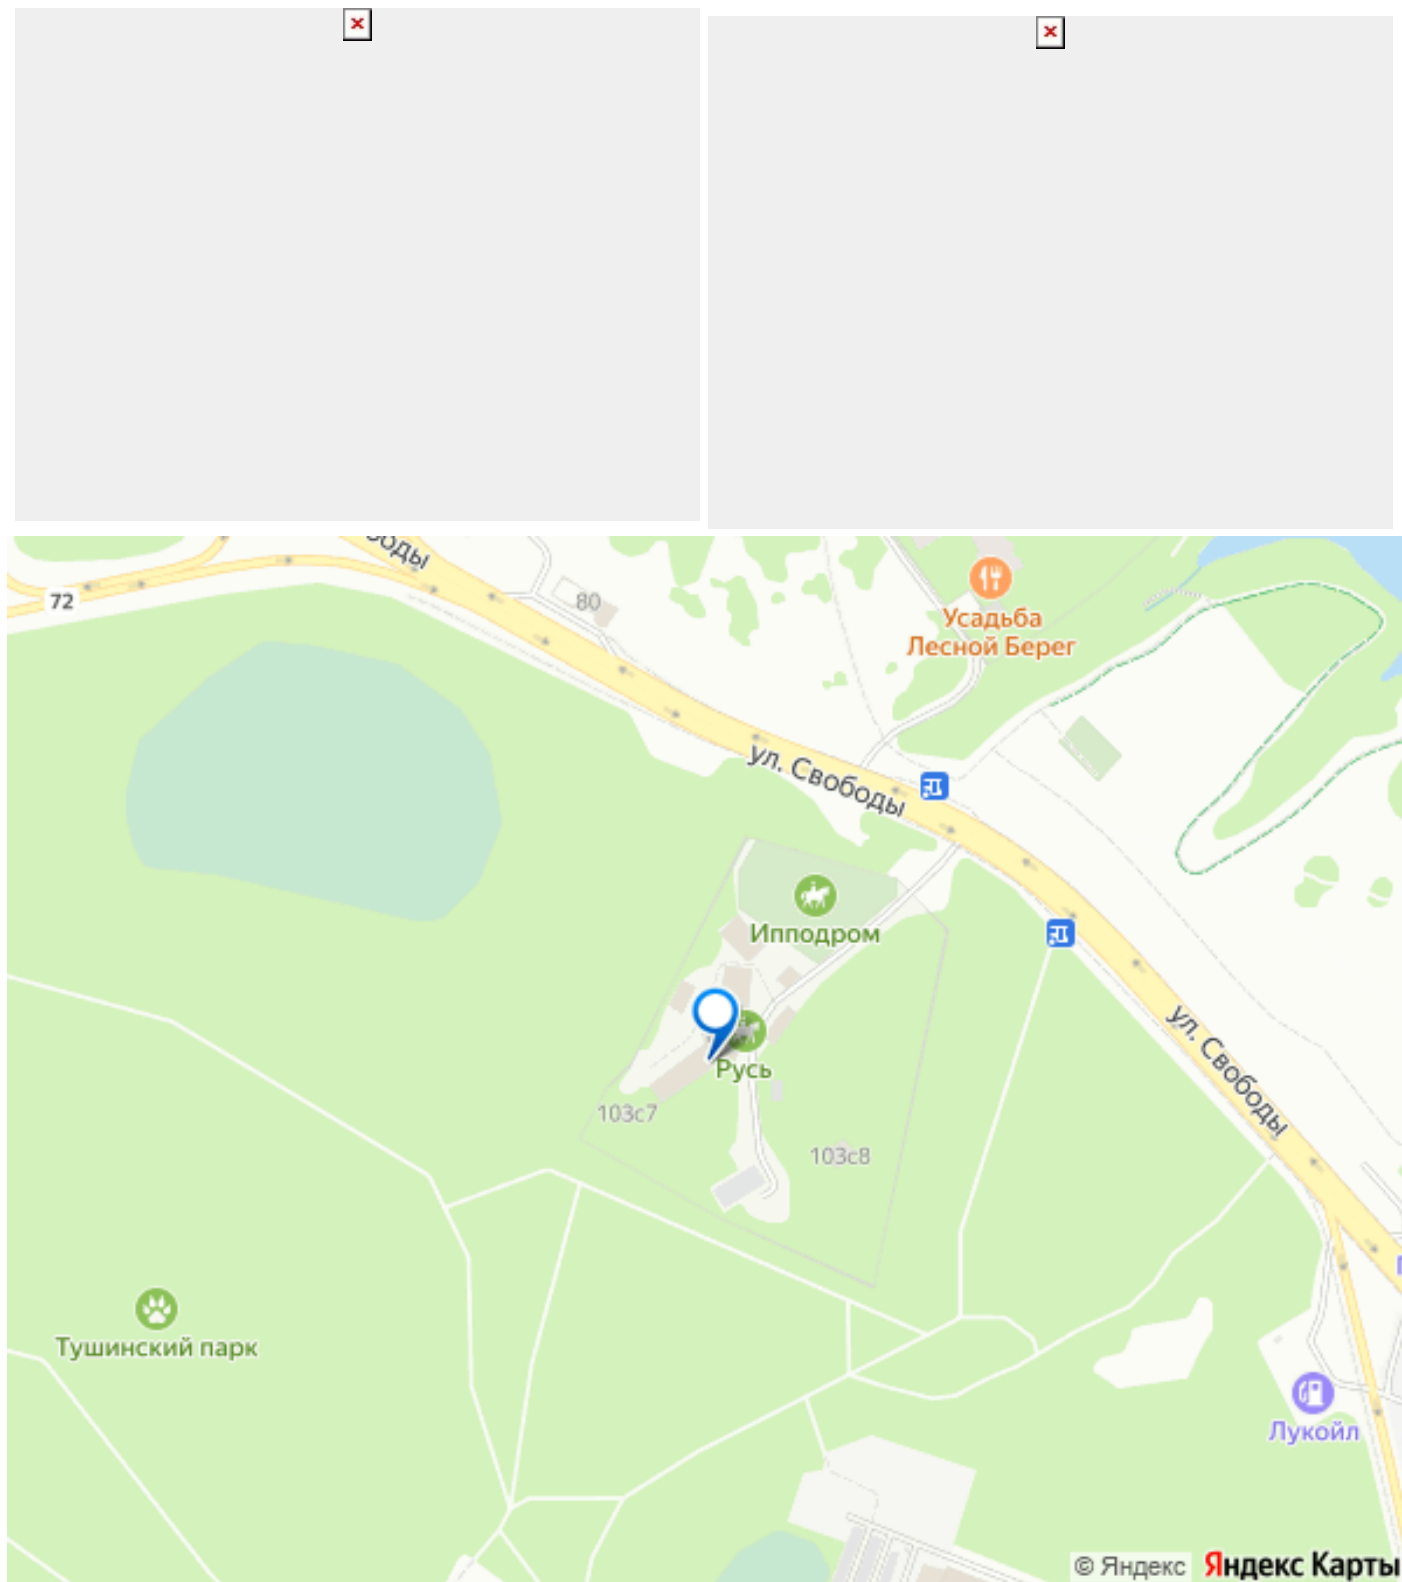 боды
72
80
Усадьба
Лесной Берег
ул. Свободы
Ипподром
ул. Свободы
Русь
103с7
103с8
Тушинский парк
Лукойл
© Яндекс Яндекс Карты